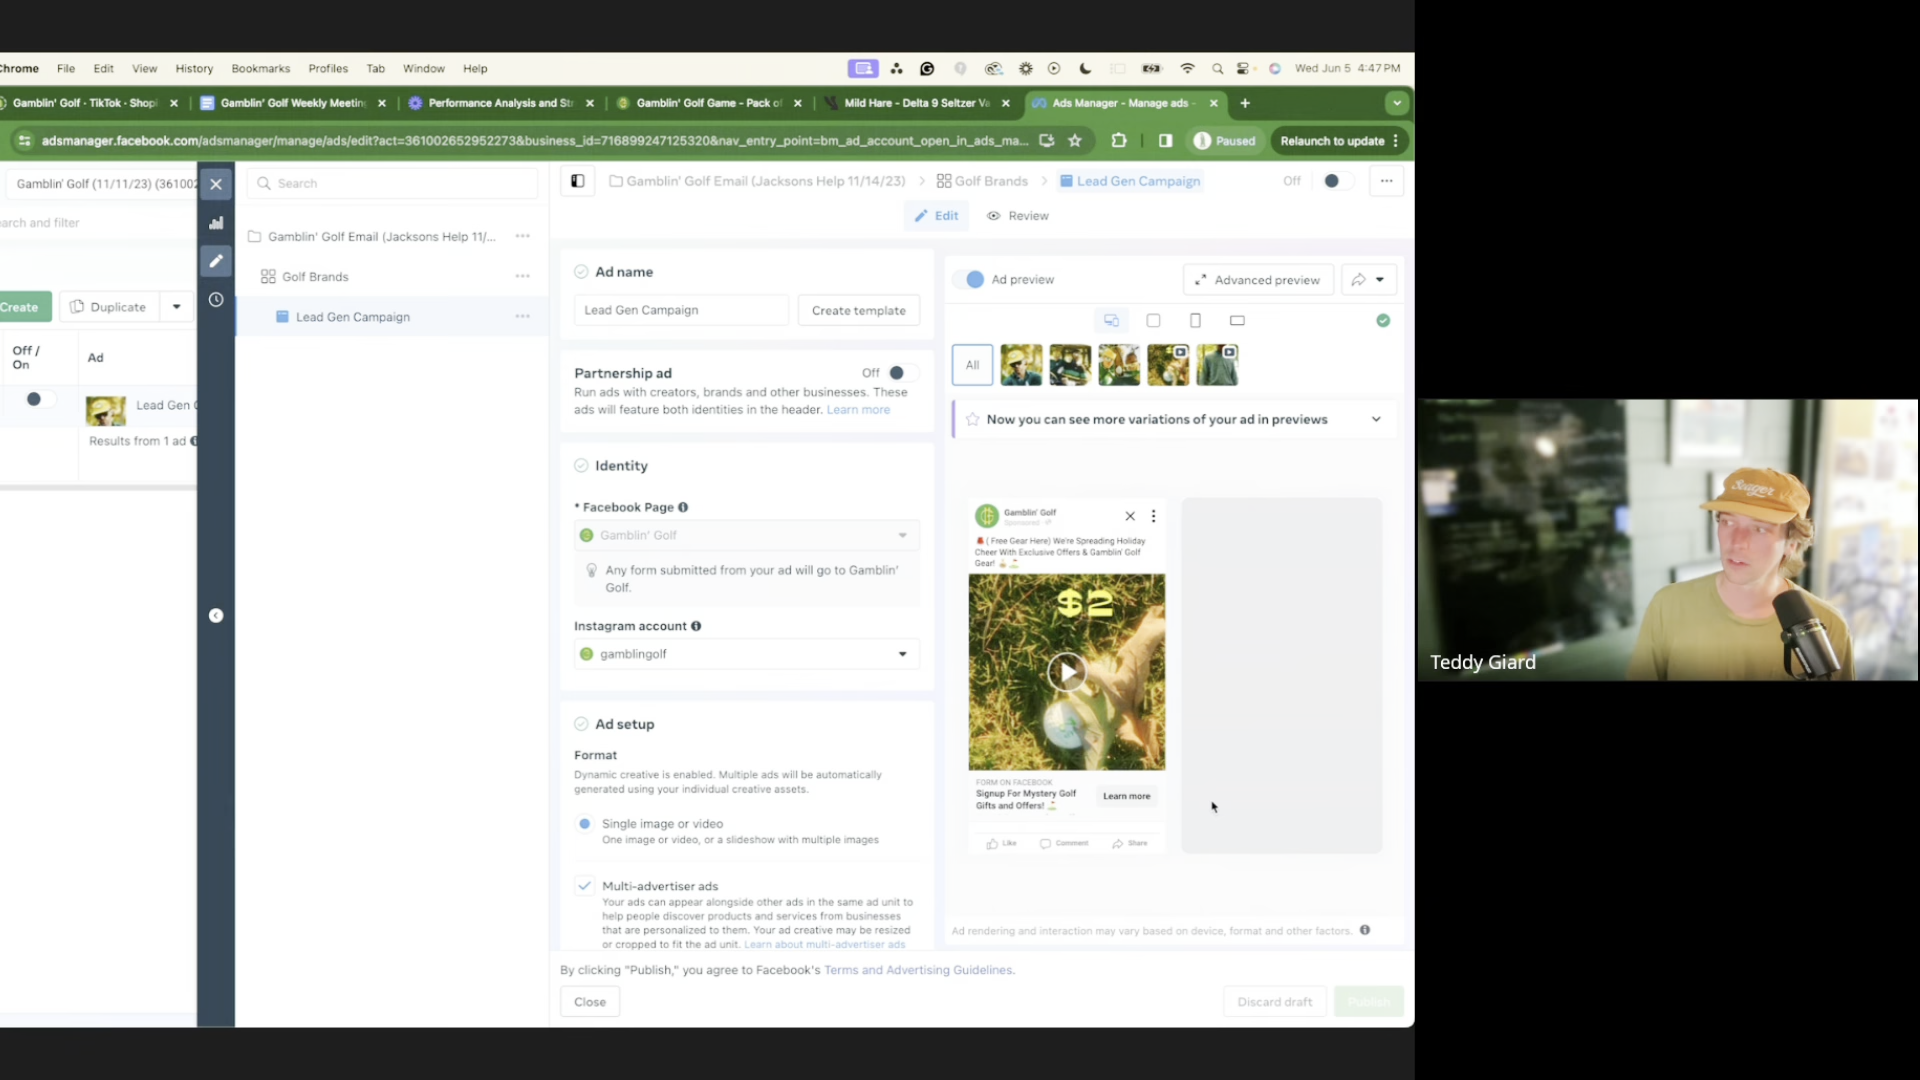 Chrome File Edit View History Bookmarks Profiles Tab Window Help Wed Jun 5 4:47 PM
Gamblin' Golf - TikTok - Shopi Gamblin' Golf Weekly Meetin Performance Analysis and Str Gamblin' Golf Game - Pack of Mild Hare - Delta 9 Seltzer Va Ads Manager - Manage ads -
adsmanager.facebook.com/adsmanager/manage/ads/edit?act=361002652952273&business_id=716899247125320&nav_entry_point=bm_ad_account_open_in_ads_ma... Paused Relaunch to update
Gamblin' Golf (11/11/23) (361002
arch and filter
Create Duplicate
Off / On
Ad
Lead Gen C
Results from 1 ad
Search
Gamblin' Golf Email (Jacksons Help 11/...
Golf Brands
Lead Gen Campaign
Gamblin' Golf Email (Jacksons Help 11/14/23) Golf Brands Lead Gen Campaign Off
Edit Review
Ad name
Lead Gen Campaign Create template
Partnership ad Off
Run ads with creators, brands and other businesses. These
ads will feature both identities in the header. Learn more
Identity
* Facebook Page
Gamblin' Golf
Any form submitted from your ad will go to Gamblin'
Golf.
Instagram account
gamblingolf
Ad setup
Format
Dynamic creative is enabled. Multiple ads will be automatically
generated using your individual creative assets.
Single image or video
One image or video, or a slideshow with multiple images
Multi-advertiser ads
Your ads can appear alongside other ads in the same ad unit to
help people discover products and services from businesses
that are personalized to them. Your ad creative may be resized
or cropped to fit the ad unit. Learn about multi-advertiser ads
Ad preview Advanced preview
All
Now you can see more variations of your ad in previews
Gamblin' Golf
Sponsored
( Free Gear Here) We're Spreading Holiday
Cheer With Exclusive Offers & Gamblin' Golf
Gear!
$2
FORM ON FACEBOOK
Signup For Mystery Golf
Gifts and Offers!
Learn more
Like Comment Share
Ad rendering and interaction may vary based on device, format and other factors.
By clicking "Publish," you agree to Facebook's Terms and Advertising Guidelines.
Close Discard draft Publish
Seager
Teddy Giard